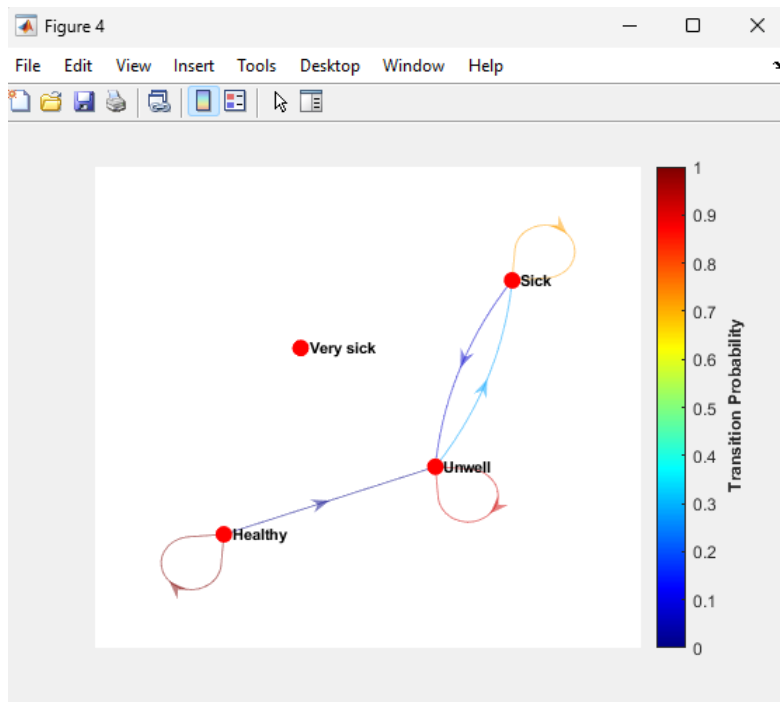 Figure 4
File Edit View Insert Tools Desktop Window Help
Sick
Very sick
Unwell
Healthy
1
0.9
0.8
0.7
0.6
0.5
0.4
0.3
0.2
0.1
0
Transition Probability